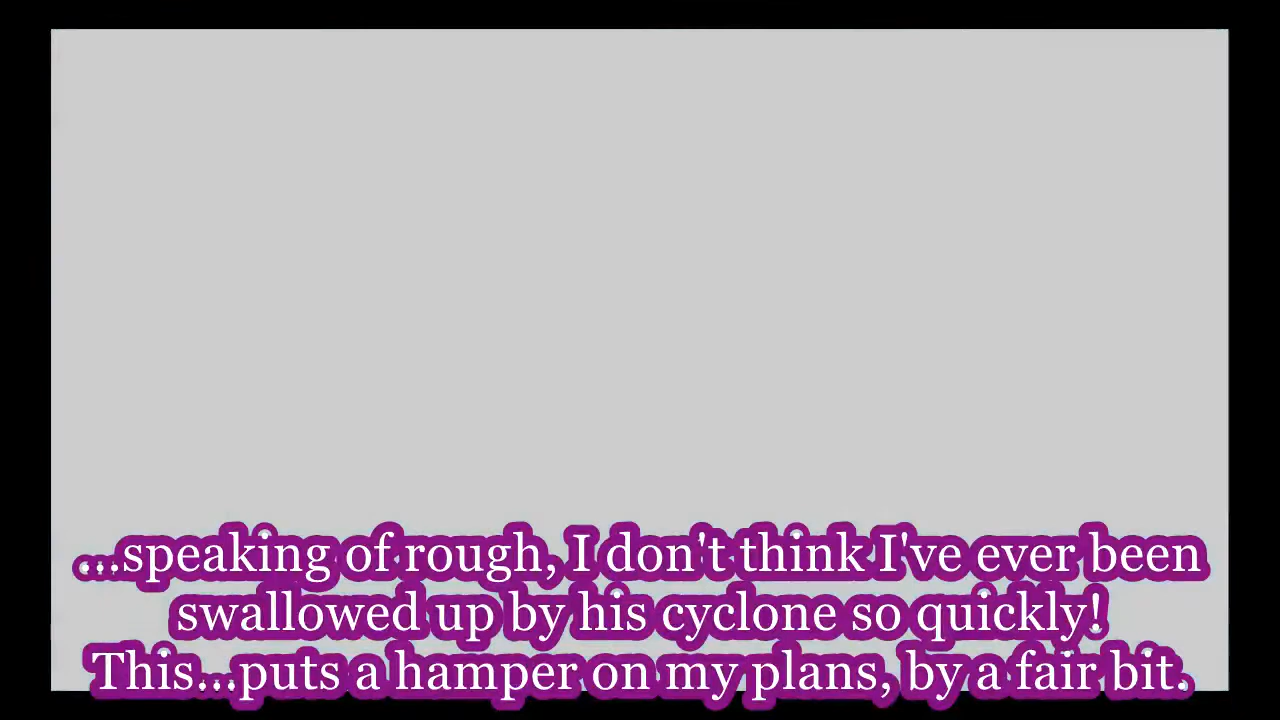 ...speaking of rough, I don't think I've ever been
swallowed up by his cyclone so quickly!
This...puts a hamper on my plans, by a fair bit.